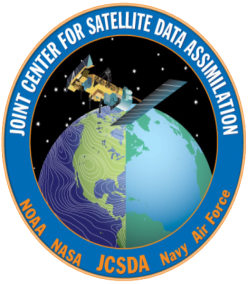 JOINT CENTER FOR SATELLITE DATA ASSIMILATION
NOAA NASA JCSDA Navy Air Force